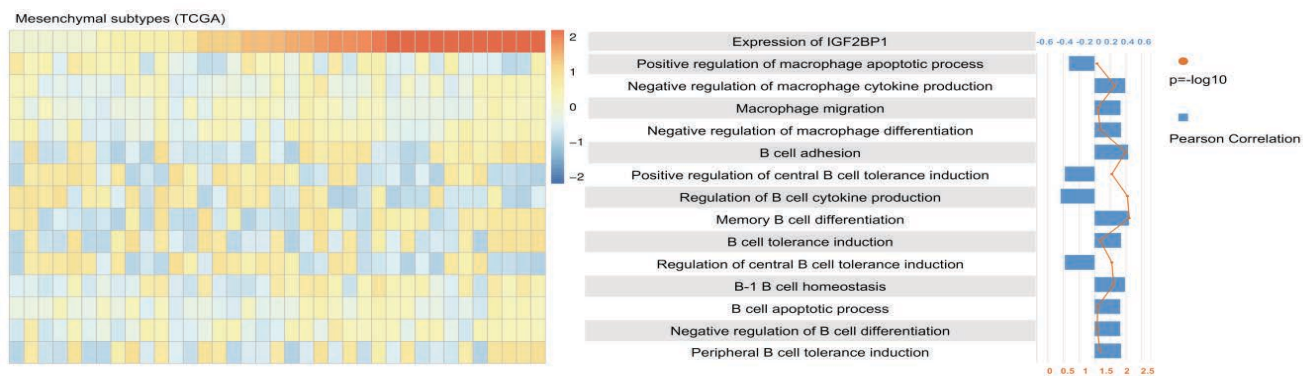 Mesenchymal subtypes (TCGA)
2
1
0
−1
−2
Expression of IGF2BP1
Positive regulation of macrophage apoptotic process
Negative regulation of macrophage cytokine production
Macrophage migration
Negative regulation of macrophage differentiation
B cell adhesion
Positive regulation of central B cell tolerance induction
Regulation of B cell cytokine production
Memory B cell differentiation
B cell tolerance induction
Regulation of central B cell tolerance induction
B-1 B cell homeostasis
B cell apoptotic process
Negative regulation of B cell differentiation
Peripheral B cell tolerance induction
-0.6 -0.4 -0.2 0 0.2 0.4 0.6
0 0.5 1 1.5 2 2.5
p=-log10
Pearson Correlation